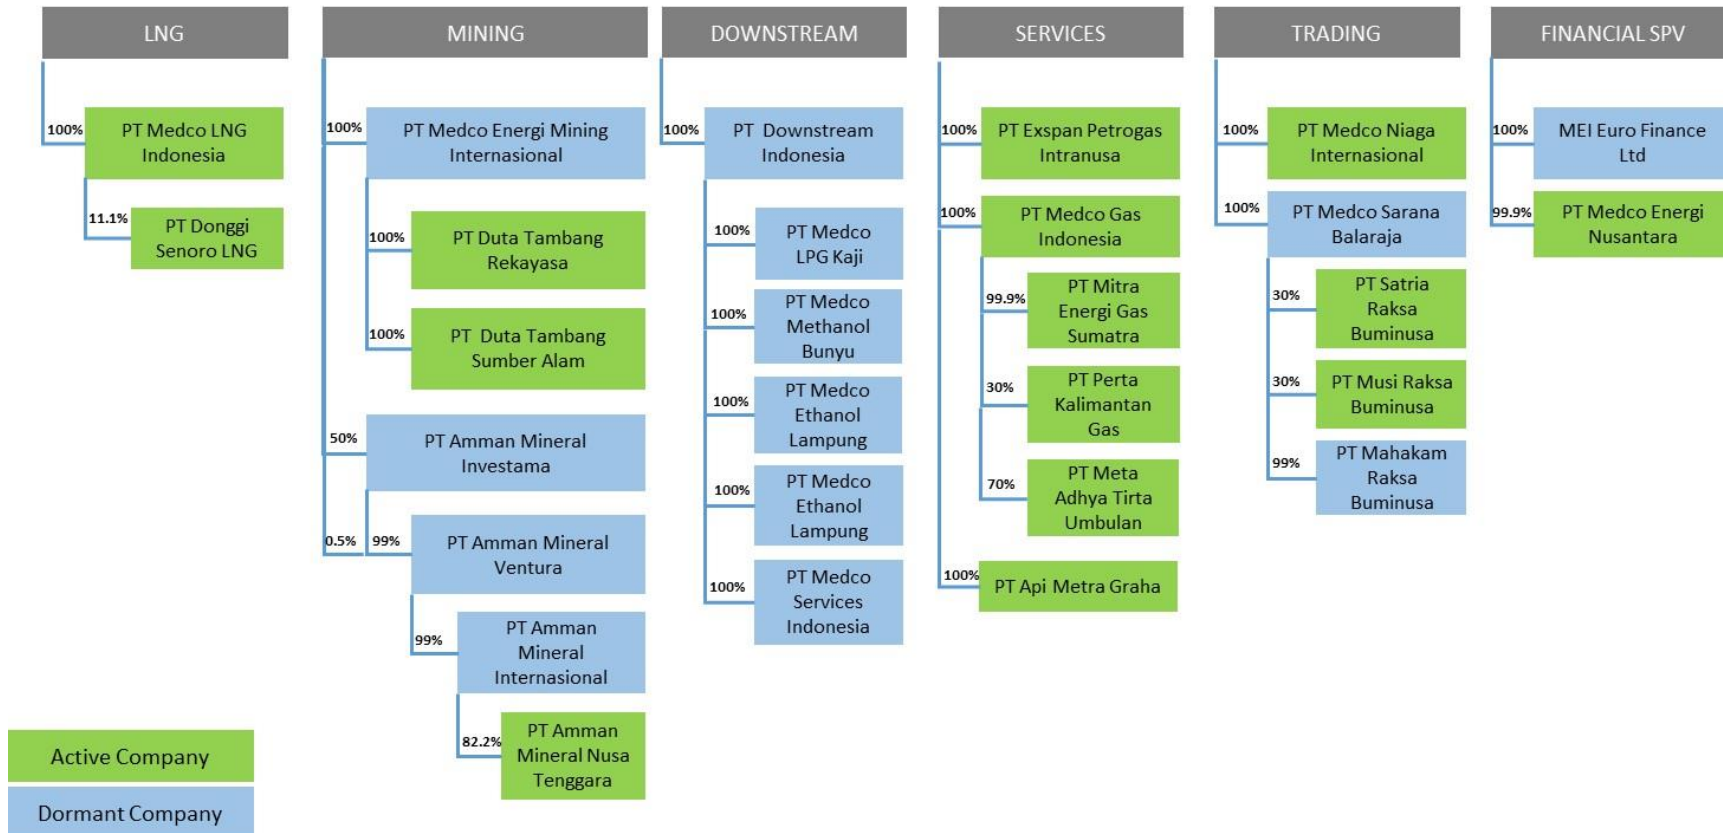 LNG
100%
PT Medco LNG
Indonesia
11.1%
PT Donggi
Senoro LNG
MINING
100%
PT Medco Energi Mining
Internasional
100%
PT Duta Tambang
Rekayasa
100%
PT Duta Tambang
Sumber Alam
50%
PT Amman Mineral
Investama
0.5%
99%
PT Amman Mineral
Ventura
99%
PT Amman
Mineral
Internasional
82.2%
PT Amman
Mineral Nusa
Tenggara
DOWNSTREAM
100%
PT Downstream
Indonesia
100%
PT Medco
LPG Kaji
100%
PT Medco
Methanol
Bunyu
100%
PT Medco
Ethanol
Lampung
100%
PT Medco
Ethanol
Lampung
100%
PT Medco
Services
Indonesia
SERVICES
100%
PT Exspan Petrogas
Intranusa
100%
PT Medco Gas
Indonesia
99.9%
PT Mitra
Energi Gas
Sumatra
30%
PT Perta
Kalimantan
Gas
70%
PT Meta
Adhya Tirta
Umbulan
100%
PT Api Metra Graha
TRADING
100%
PT Medco Niaga
Internasional
100%
PT Medco Sarana
Balaraja
30%
PT Satria
Raksa
Buminusa
30%
PT Musi Raksa
Buminusa
99%
PT Mahakam
Raksa
Buminusa
FINANCIAL SPV
100%
MEI Euro Finance
Ltd
99.9%
PT Medco Energi
Nusantara
Active Company
Dormant Company